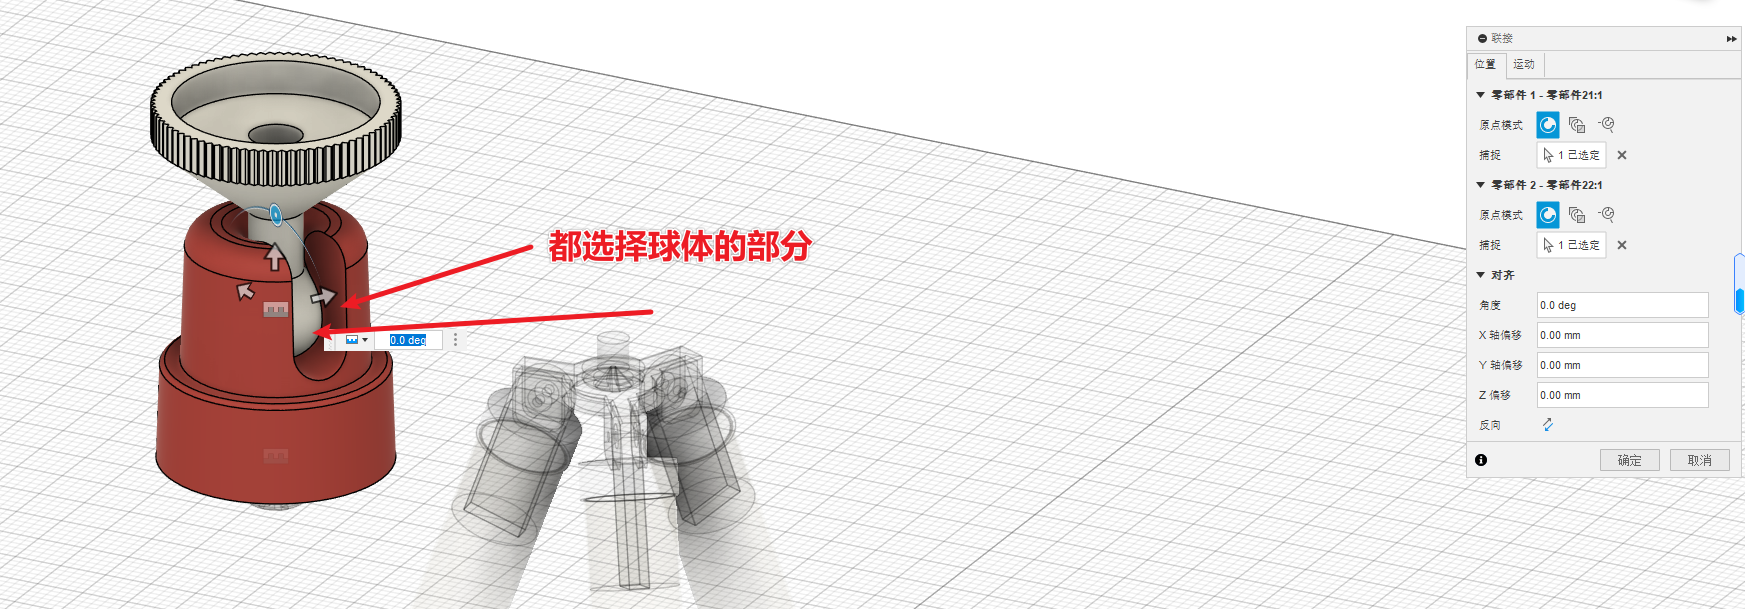 联接
位置 运动
零部件 1 - 零部件21:1
原点模式
捕捉 1 已选定
零部件 2 - 零部件22:1
原点模式
捕捉 1 已选定
对齐
角度 0.0 deg
X 轴偏移 0.00 mm
Y 轴偏移 0.00 mm
Z 偏移 0.00 mm
反向
确定 取消
都选择球体的部分
0.0 deg